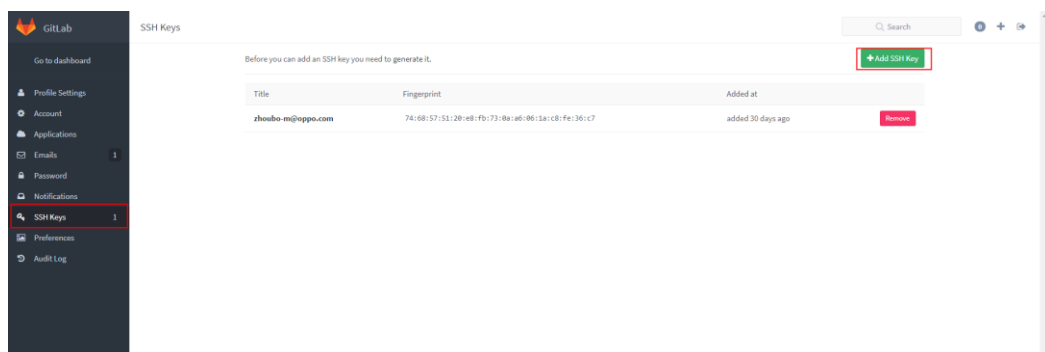 GitLab
SSH Keys
Search
0
Go to dashboard
Before you can add an SSH key you need to generate it.
+ Add SSH Key
Profile Settings
Title Fingerprint Added at
Account
zhoubo-m@oppo.com 74:68:57:51:20:e8:fb:73:0a:a6:06:1a:c8:fe:36:c7 added 30 days ago Remove
Applications
Emails 1
Password
Notifications
SSH Keys 1
Preferences
Audit Log